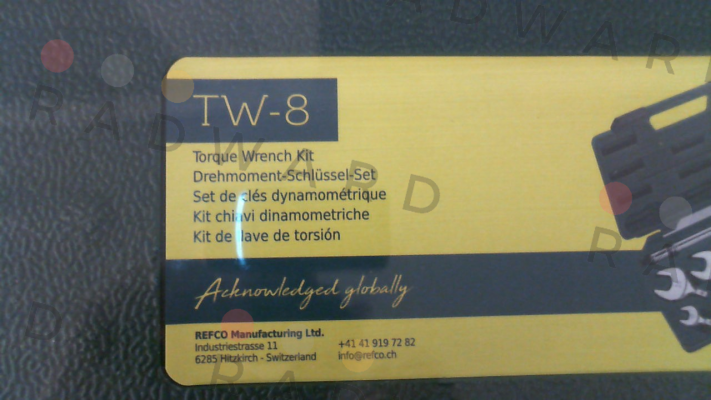 TW-8
Torque Wrench Kit
Drehmoment-Schlüssel-Set
Set de clés dynamométrique
Kit chiavi dinamometriche
Kit de llave de torsión
Acknowledged globally
REFCO Manufacturing Ltd.
Industriestrasse 11
6285 Hitzkirch - Switzerland
+41 41 919 72 82
info@refco.ch
RADWARD
RADWARD